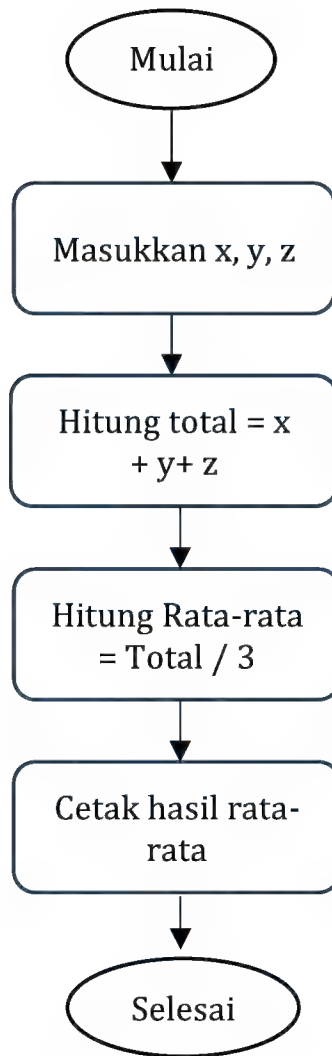 Mulai
Masukkan x, y, z
Hitung total = x
+ y+ z
Hitung Rata-rata
= Total / 3
Cetak hasil rata-
rata
Selesai